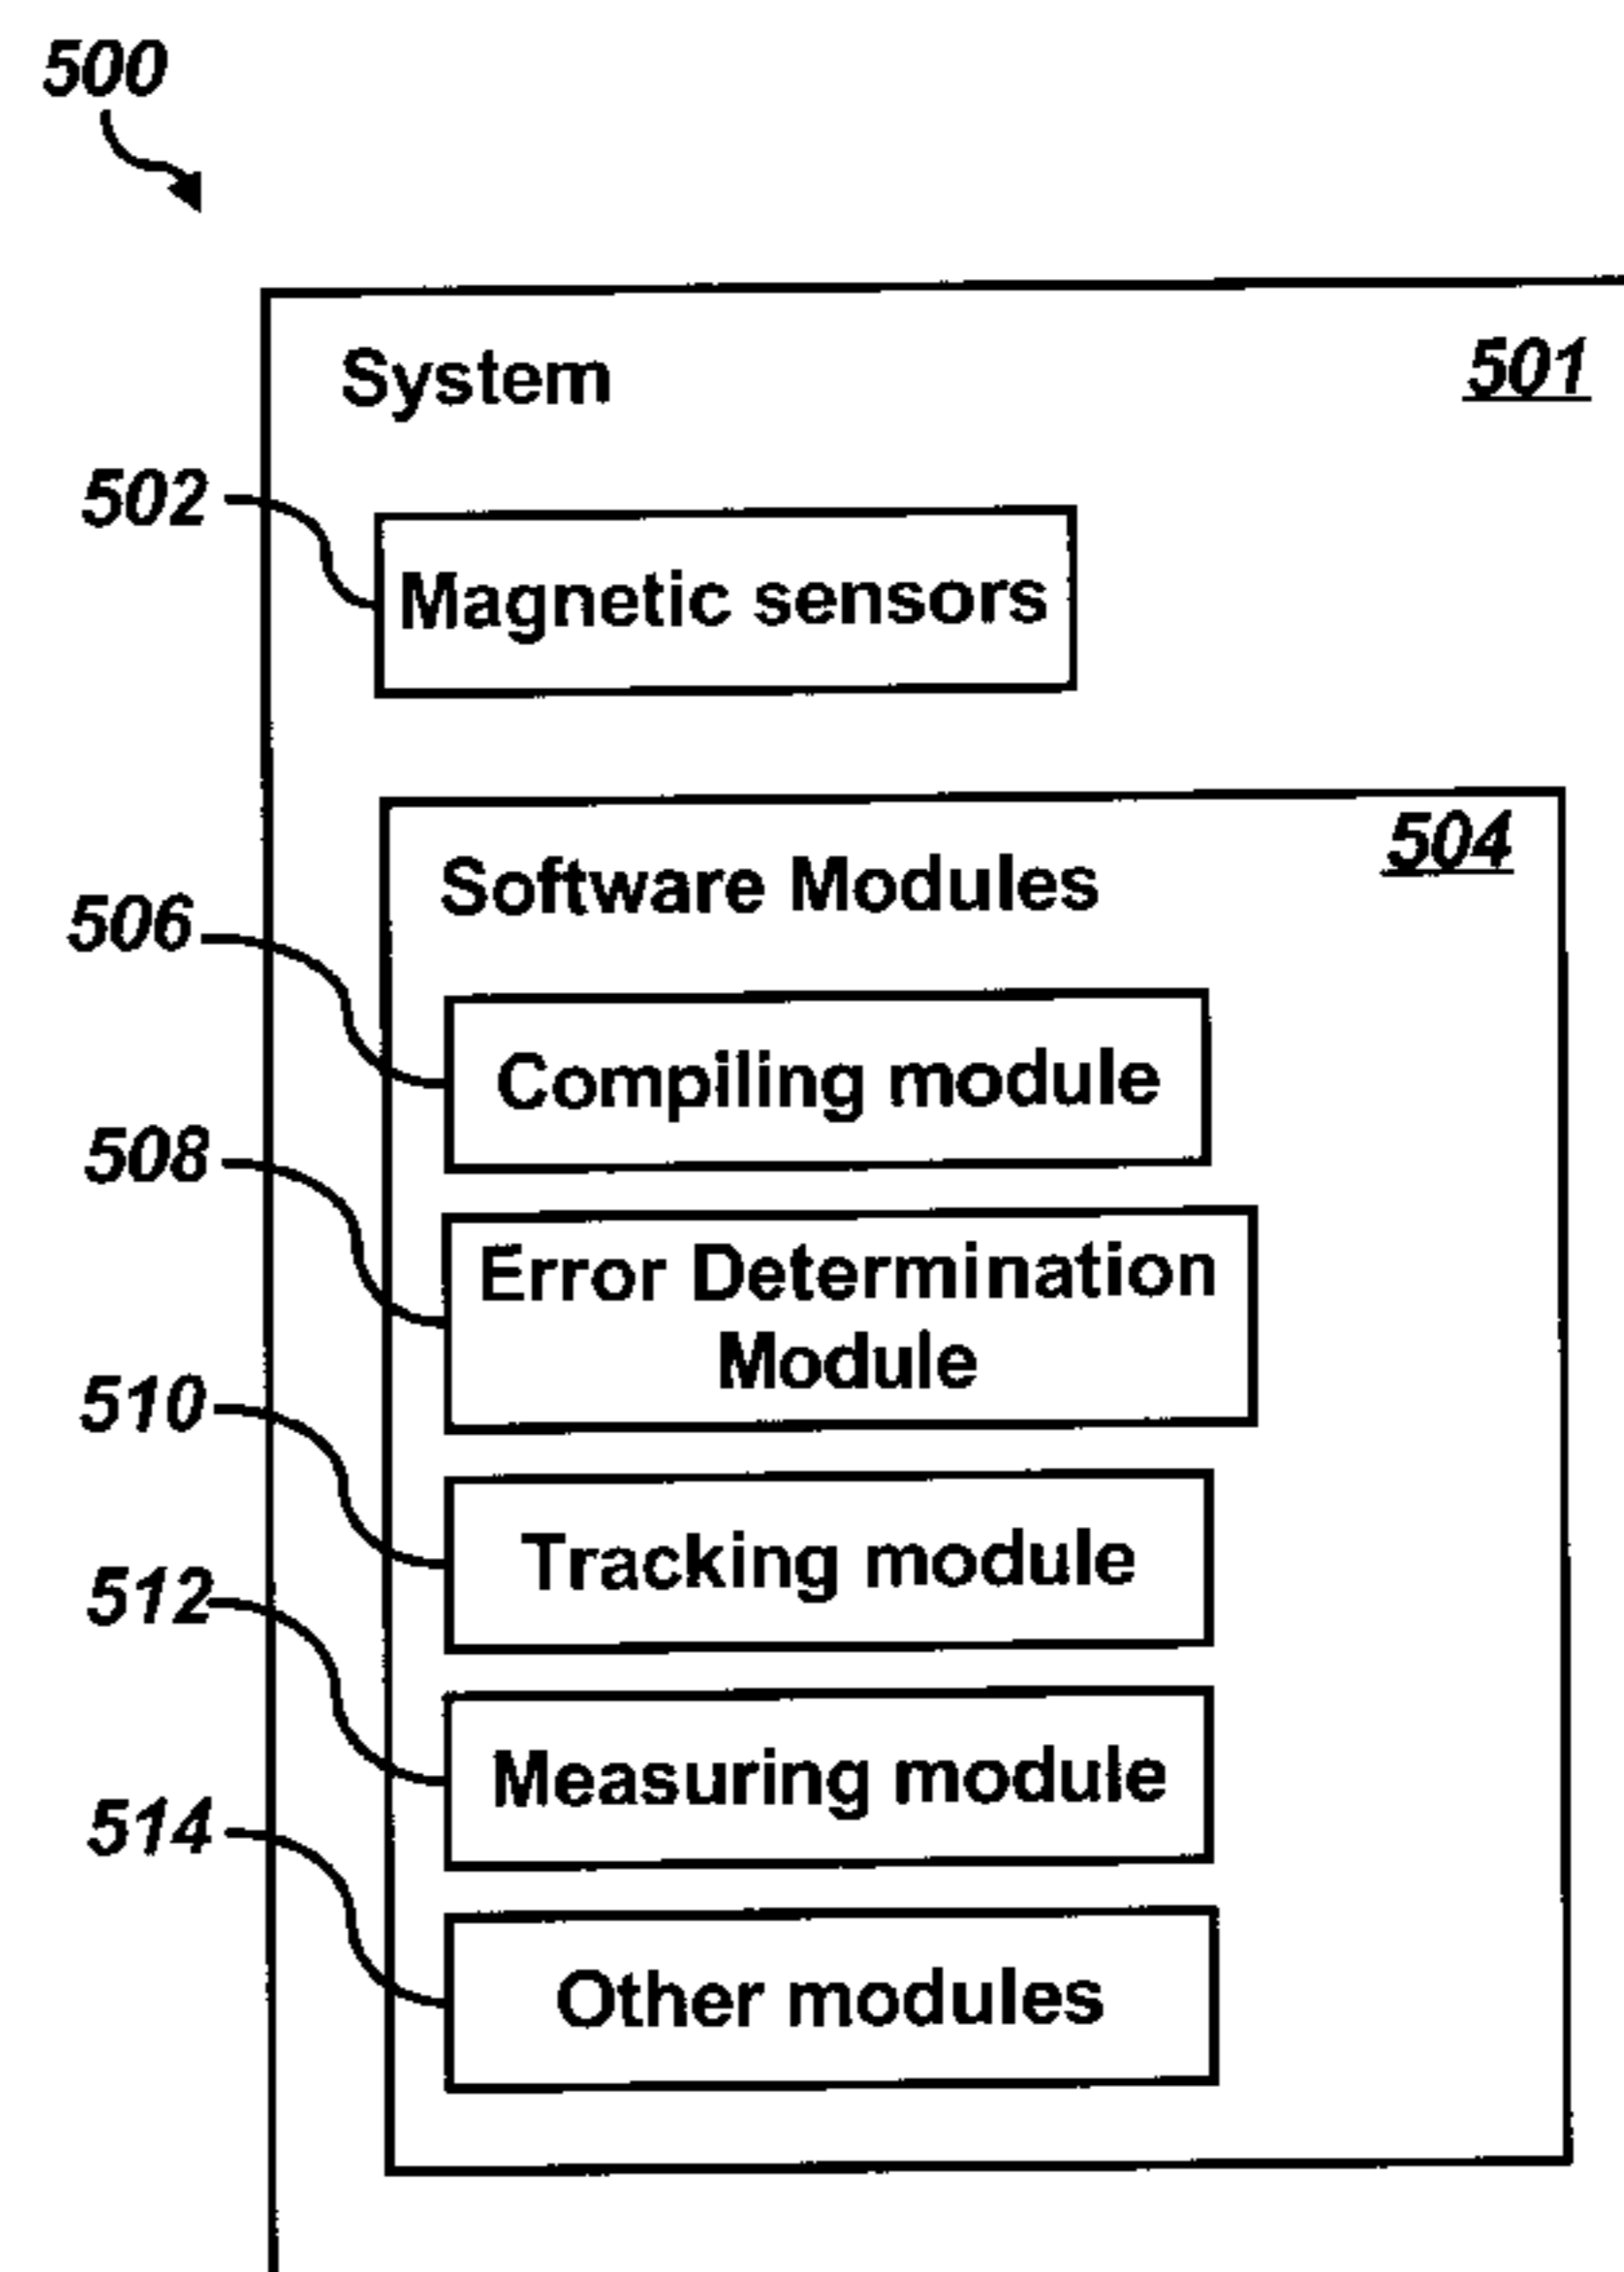 500
System
501
502
Magnetic sensors
504
Software Modules
506
Compiling module
508
Error Determination
Module
510
Tracking module
512
Measuring module
514
Other modules